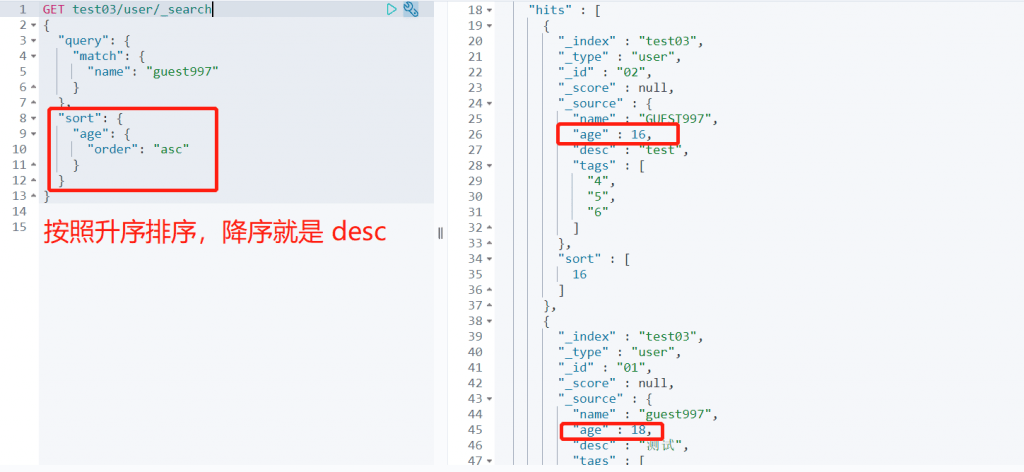 1 GET test03/user/_search
2 {
3 "query": {
4 "match": {
5 "name": "guest997"
6 }
7 },
8 "sort": {
9 "age": {
10 "order": "asc"
11 }
12 }
13 }
14
15
按照升序排序，降序就是 desc
18 "hits" : [
19 {
20 "_index" : "test03",
21 "_type" : "user",
22 "_id" : "02",
23 "_score" : null,
24 "_source" : {
25 "name" : "GUEST997",
26 "age" : 16,
27 "desc" : "test",
28 "tags" : [
29 "4",
30 "5",
31 "6"
32 ]
33 },
34 "sort" : [
35 16
36 ]
37 },
38 {
39 "_index" : "test03",
40 "_type" : "user",
41 "_id" : "01",
42 "_score" : null,
43 "_source" : {
44 "name" : "guest997",
45 "age" : 18,
46 "desc" : "测试",
47 "tags" : [